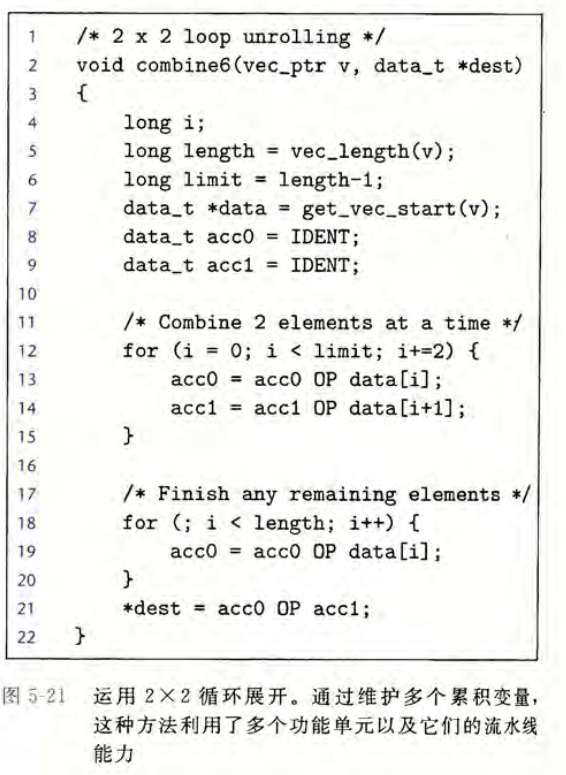 1 /* 2 x 2 loop unrolling */
2 void combine6(vec_ptr v, data_t *dest)
3 {
4     long i;
5     long length = vec_length(v);
6     long limit = length-1;
7     data_t *data = get_vec_start(v);
8     data_t acc0 = IDENT;
9     data_t acc1 = IDENT;
10
11     /* Combine 2 elements at a time */
12     for (i = 0; i < limit; i+=2) {
13         acc0 = acc0 OP data[i];
14         acc1 = acc1 OP data[i+1];
15     }
16
17     /* Finish any remaining elements */
18     for (; i < length; i++) {
19         acc0 = acc0 OP data[i];
20     }
21     *dest = acc0 OP acc1;
22 }
图 5-21 运用 2×2 循环展开。通过维护多个累积变量,
这种方法利用了多个功能单元以及它们的流水线
能力